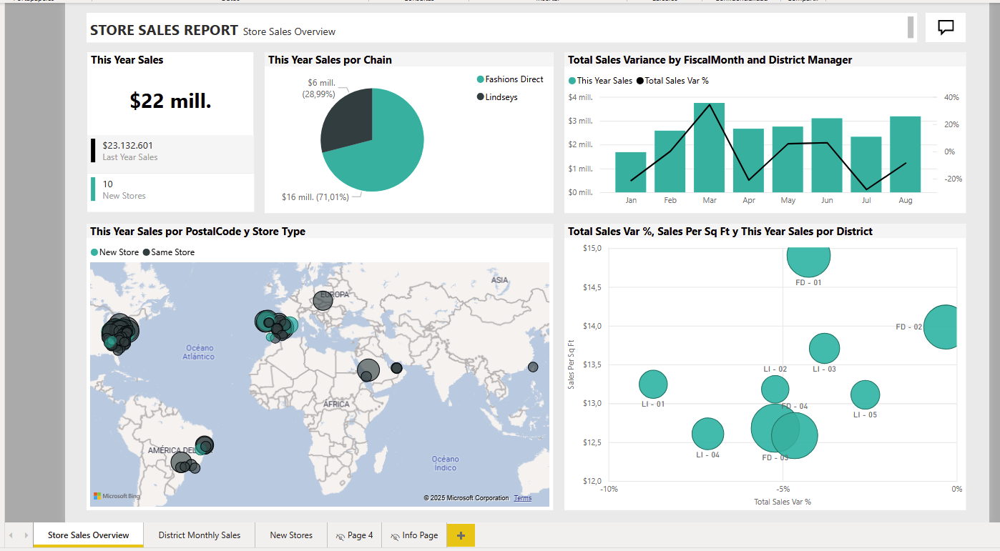 STORE SALES REPORT Store Sales Overview
This Year Sales
$22 mill.
$23.132.601
Last Year Sales
10
New Stores
This Year Sales por Chain
Fashions Direct
Lindseys
$6 mill.
(28,99%)
$16 mill. (71,01%)
Total Sales Variance by FiscalMonth and District Manager
This Year Sales Total Sales Var %
$4 mill.
$3 mill.
$2 mill.
$1 mill.
$0 mill.
40%
20%
0%
-20%
Jan Feb Mar Apr May Jun Jul Aug
This Year Sales por PostalCode y Store Type
New Store Same Store
ASIA
EUROPA
Océano
Atlántico
ÁFRICA
AMÉRICA DEL
Océano
Índico
Microsoft Bing
© 2025 Microsoft Corporation Terms
Total Sales Var %, Sales Per Sq Ft y This Year Sales por District
Sales Per Sq Ft
$15,0
$14,5
$14,0
$13,5
$13,0
$12,5
$12,0
FD - 01
FD - 02
LI - 03
LI - 02
LI - 01
FD - 04
LI - 05
LI - 04
FD - 03
-10% -5% 0%
Total Sales Var %
Store Sales Overview District Monthly Sales New Stores Page 4 Info Page +